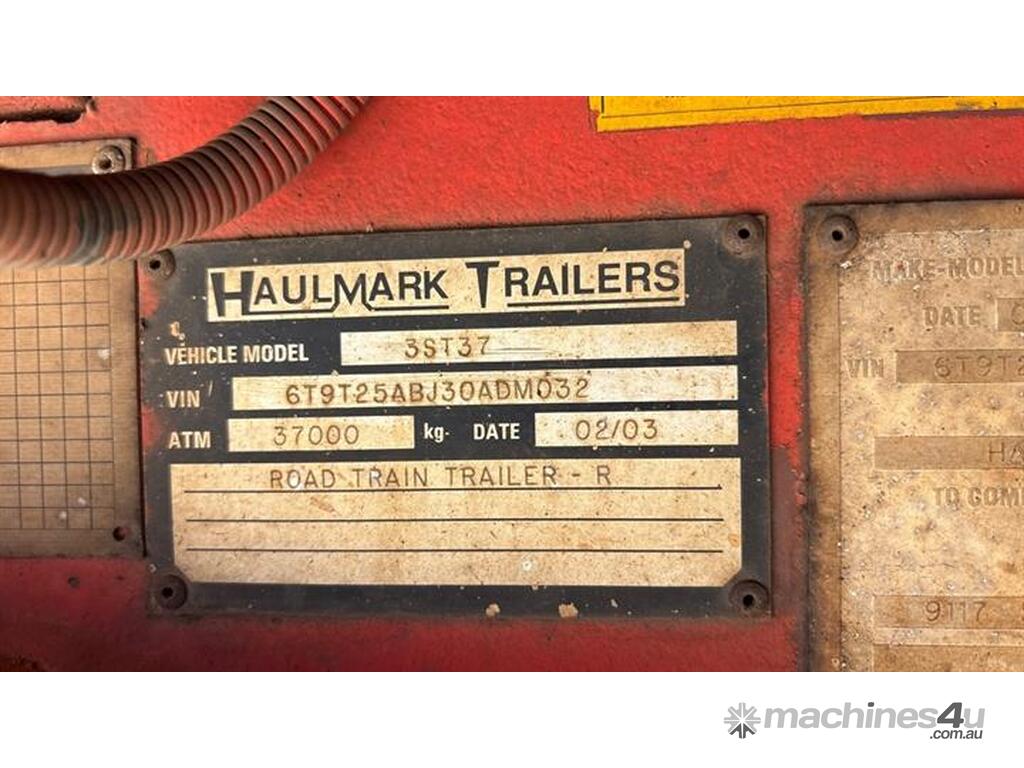 HAULMARK TRAILERS
VEHICLE MODEL 3ST37
VIN 6T9T25ABJ30ADM032
ATM 37000 kg. DATE 02/03
ROAD TRAIN TRAILER - R
MAKE-MODEL
DATE
VIN 6T9T2
HA
TO COM
9117
machines4u
.com.au